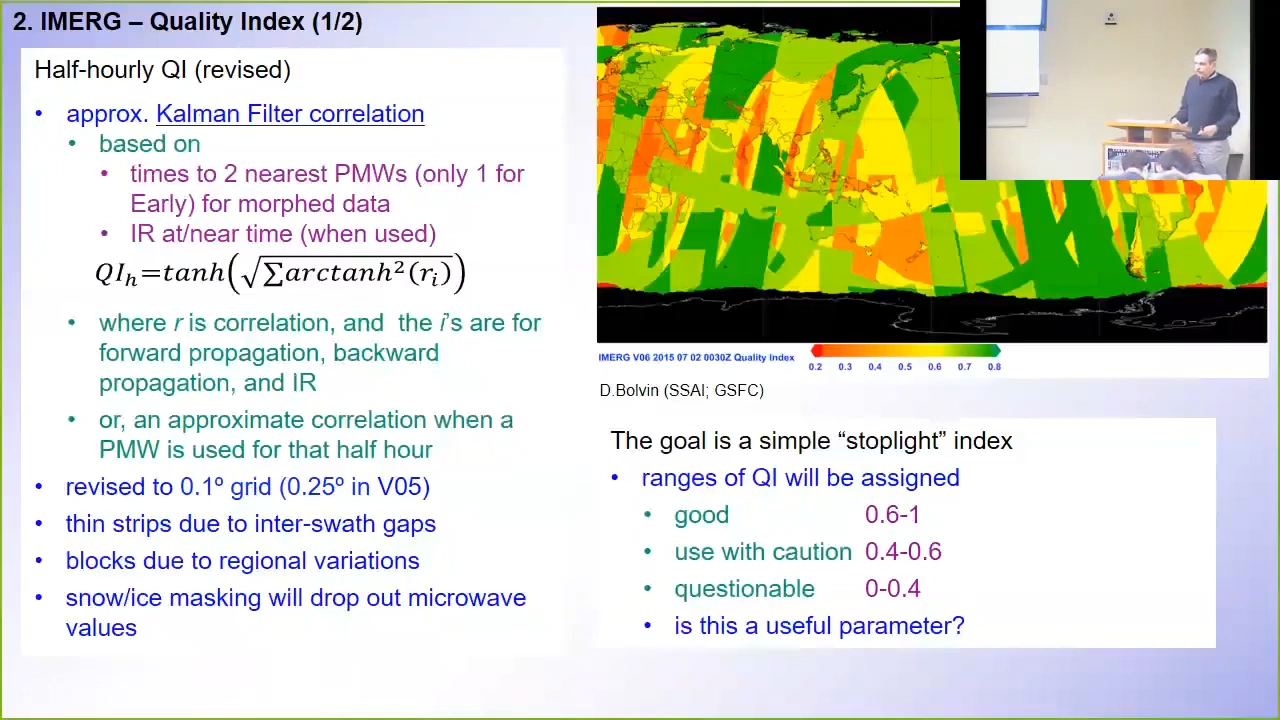 2. IMERG – Quality Index (1/2)
Half-hourly QI (revised)
• approx. Kalman Filter correlation
• based on
• times to 2 nearest PMWs (only 1 for
Early) for morphed data
• IR at/near time (when used)
QIₕ=tanh(√∑arctanh²(rᵢ))
• where r is correlation, and the i's are for
forward propagation, backward
propagation, and IR
• or, an approximate correlation when a
PMW is used for that half hour
• revised to 0.1º grid (0.25º in V05)
• thin strips due to inter-swath gaps
• blocks due to regional variations
• snow/ice masking will drop out microwave
values
IMERG V06 2015 07 02 0030Z Quality Index
0.2 0.3 0.4 0.5 0.6 0.7 0.8
D.Bolvin (SSAI; GSFC)
The goal is a simple “stoplight” index
• ranges of QI will be assigned
• good 0.6-1
• use with caution 0.4-0.6
• questionable 0-0.4
• is this a useful parameter?